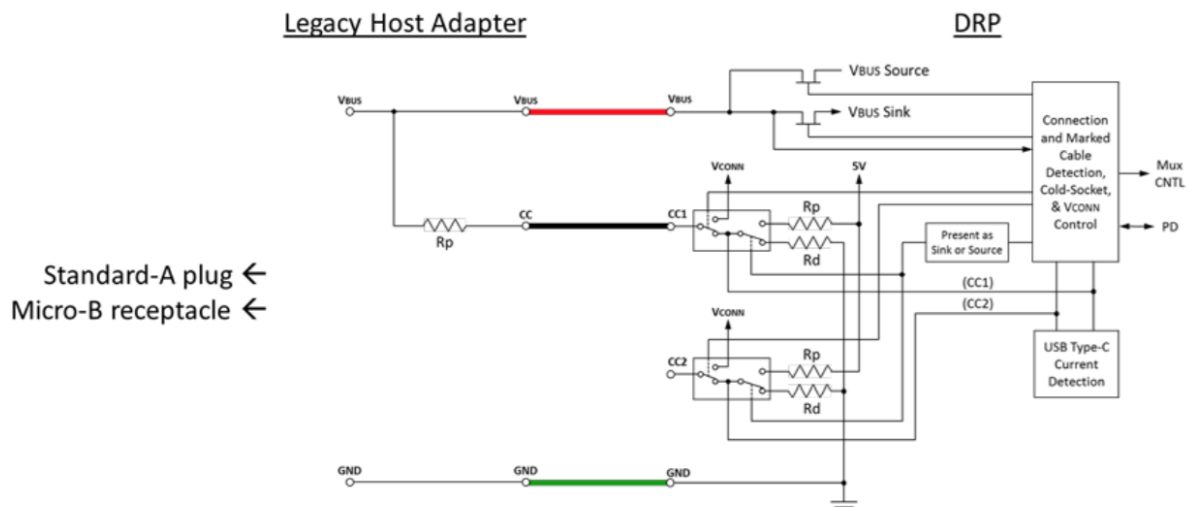 Legacy Host Adapter
DRP
VBUS
VBUS
VBUS
VBUS Source
VBUS Sink
Connection
and Marked
Cable
Detection,
Cold-Socket,
& VCONN
Control
Mux
CNTL
PD
VCONN
5V
CC
CC1
Rp
Rp
Rd
Present as
Sink or Source
Standard-A plug ←
Micro-B receptacle ←
(CC1)
(CC2)
VCONN
CC2
Rp
Rd
USB Type-C
Current
Detection
GND
GND
GND